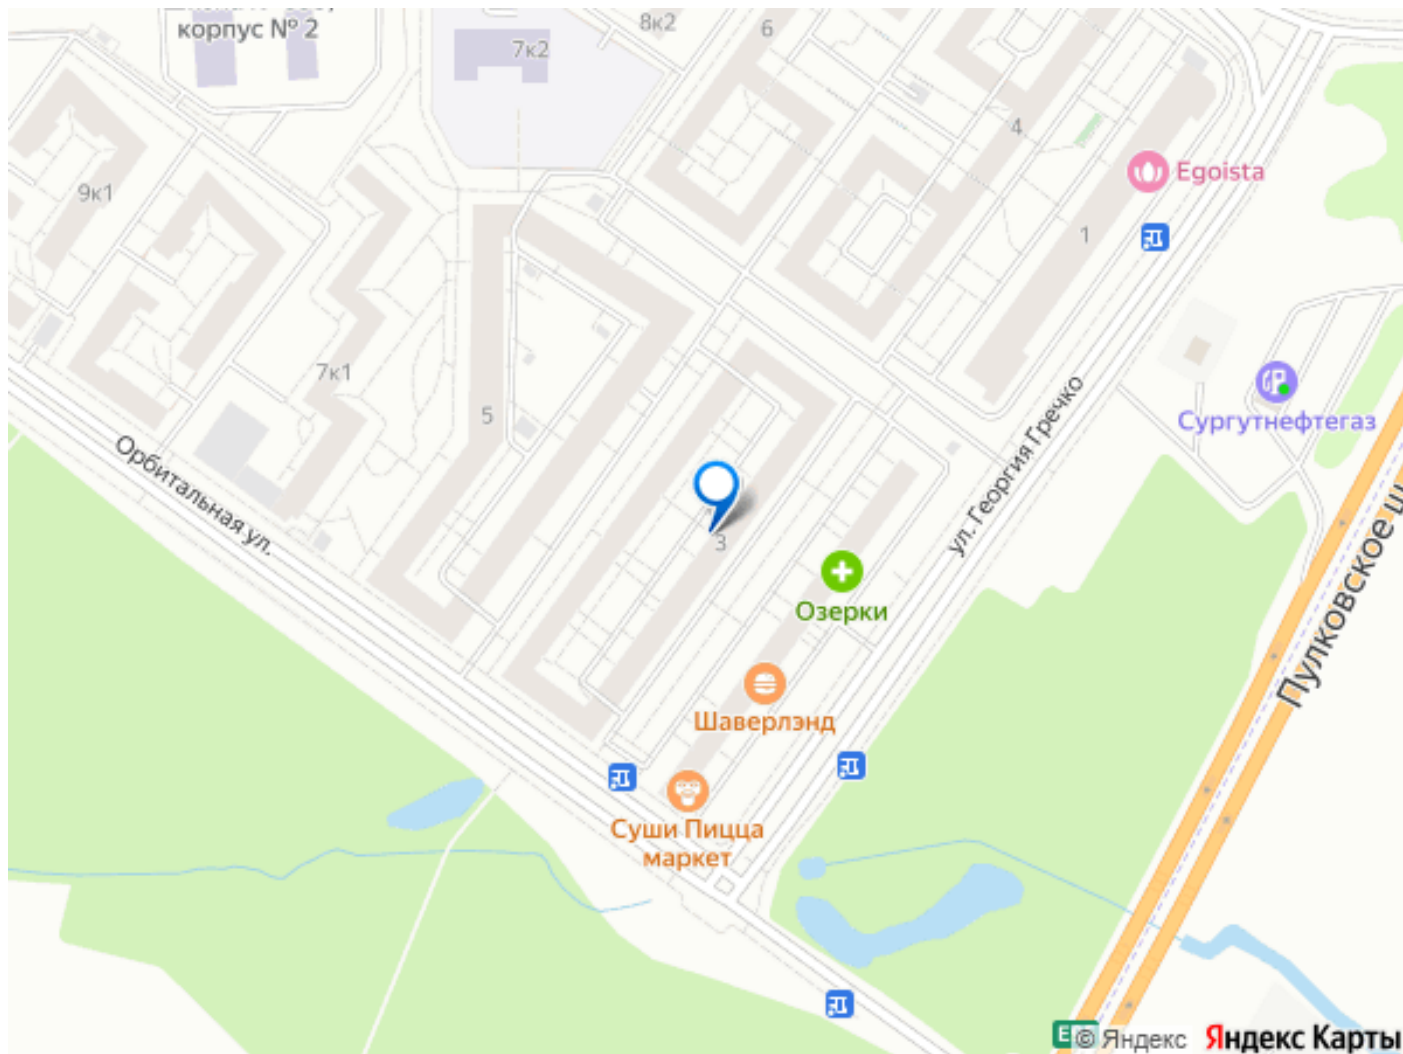 корпус № 2
8к2
6
7к2
4
Egoista
9к1
1
7к1
Сургутнефтегаз
5
ул. Георгия Гречко
Орбитальная ул.
3
Озерки
Пулковское ш
Шаверлэнд
Суши Пицца
маркет
E
© Яндекс
Яндекс Карты